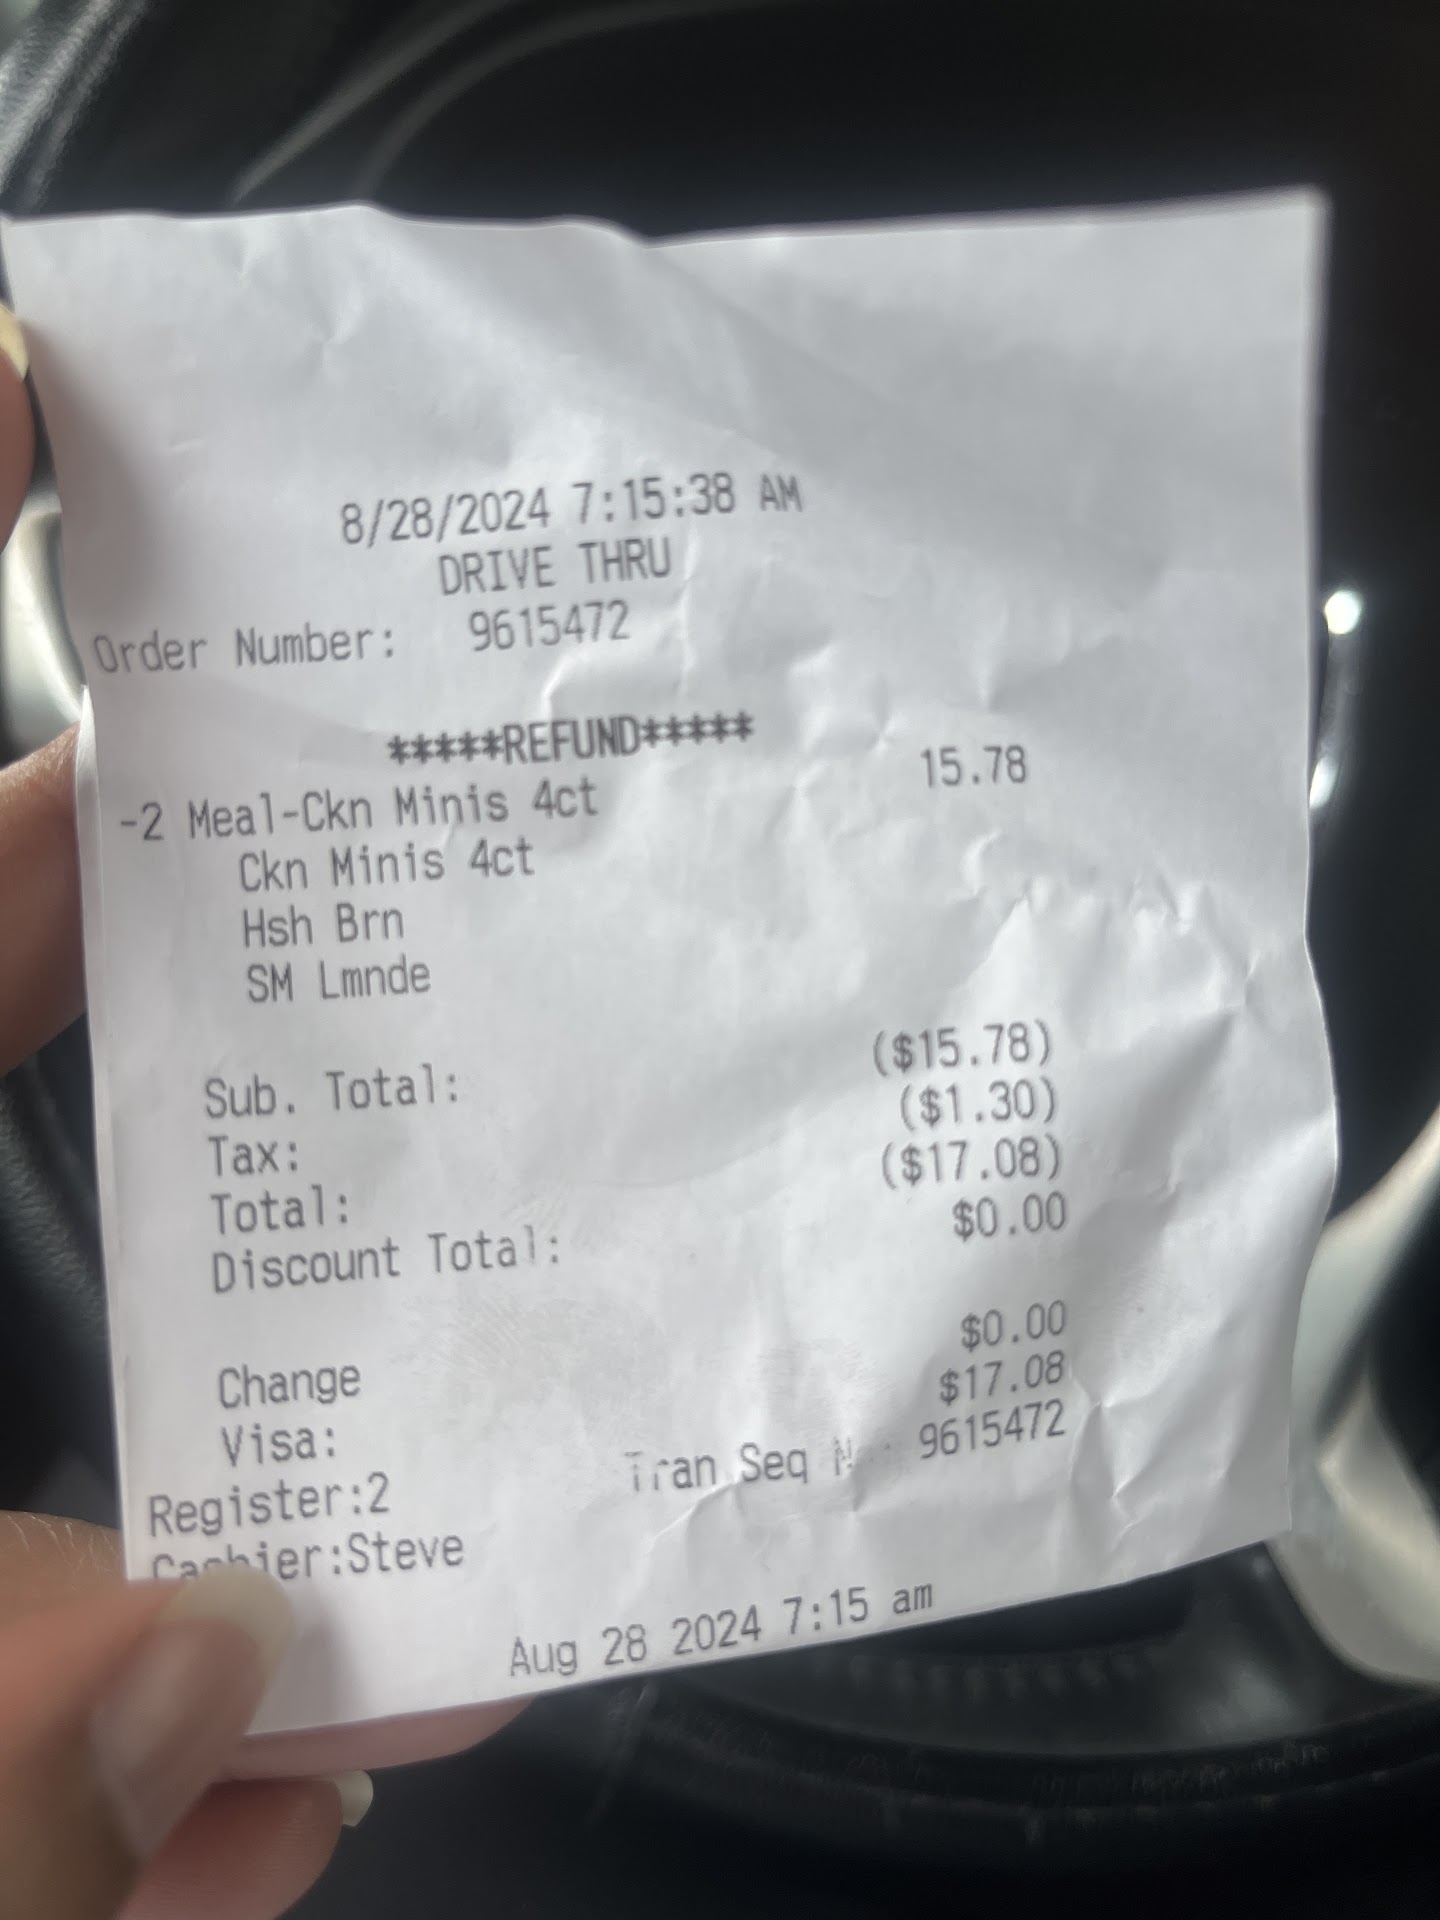 8/28/2024 7:15:38 AM
DRIVE THRU
Order Number: 9615472
*****REFUND*****
-2 Meal-Ckn Minis 4ct 15.78
Ckn Minis 4ct
Hsh Brn
SM Lmnde
Sub. Total: ($15.78)
Tax: ($1.30)
Total: ($17.08)
Discount Total: $0.00
Change $0.00
Visa: $17.08
Register:2 Tran Seq 9615472
Cashier:Steve
Aug 28 2024 7:15 am